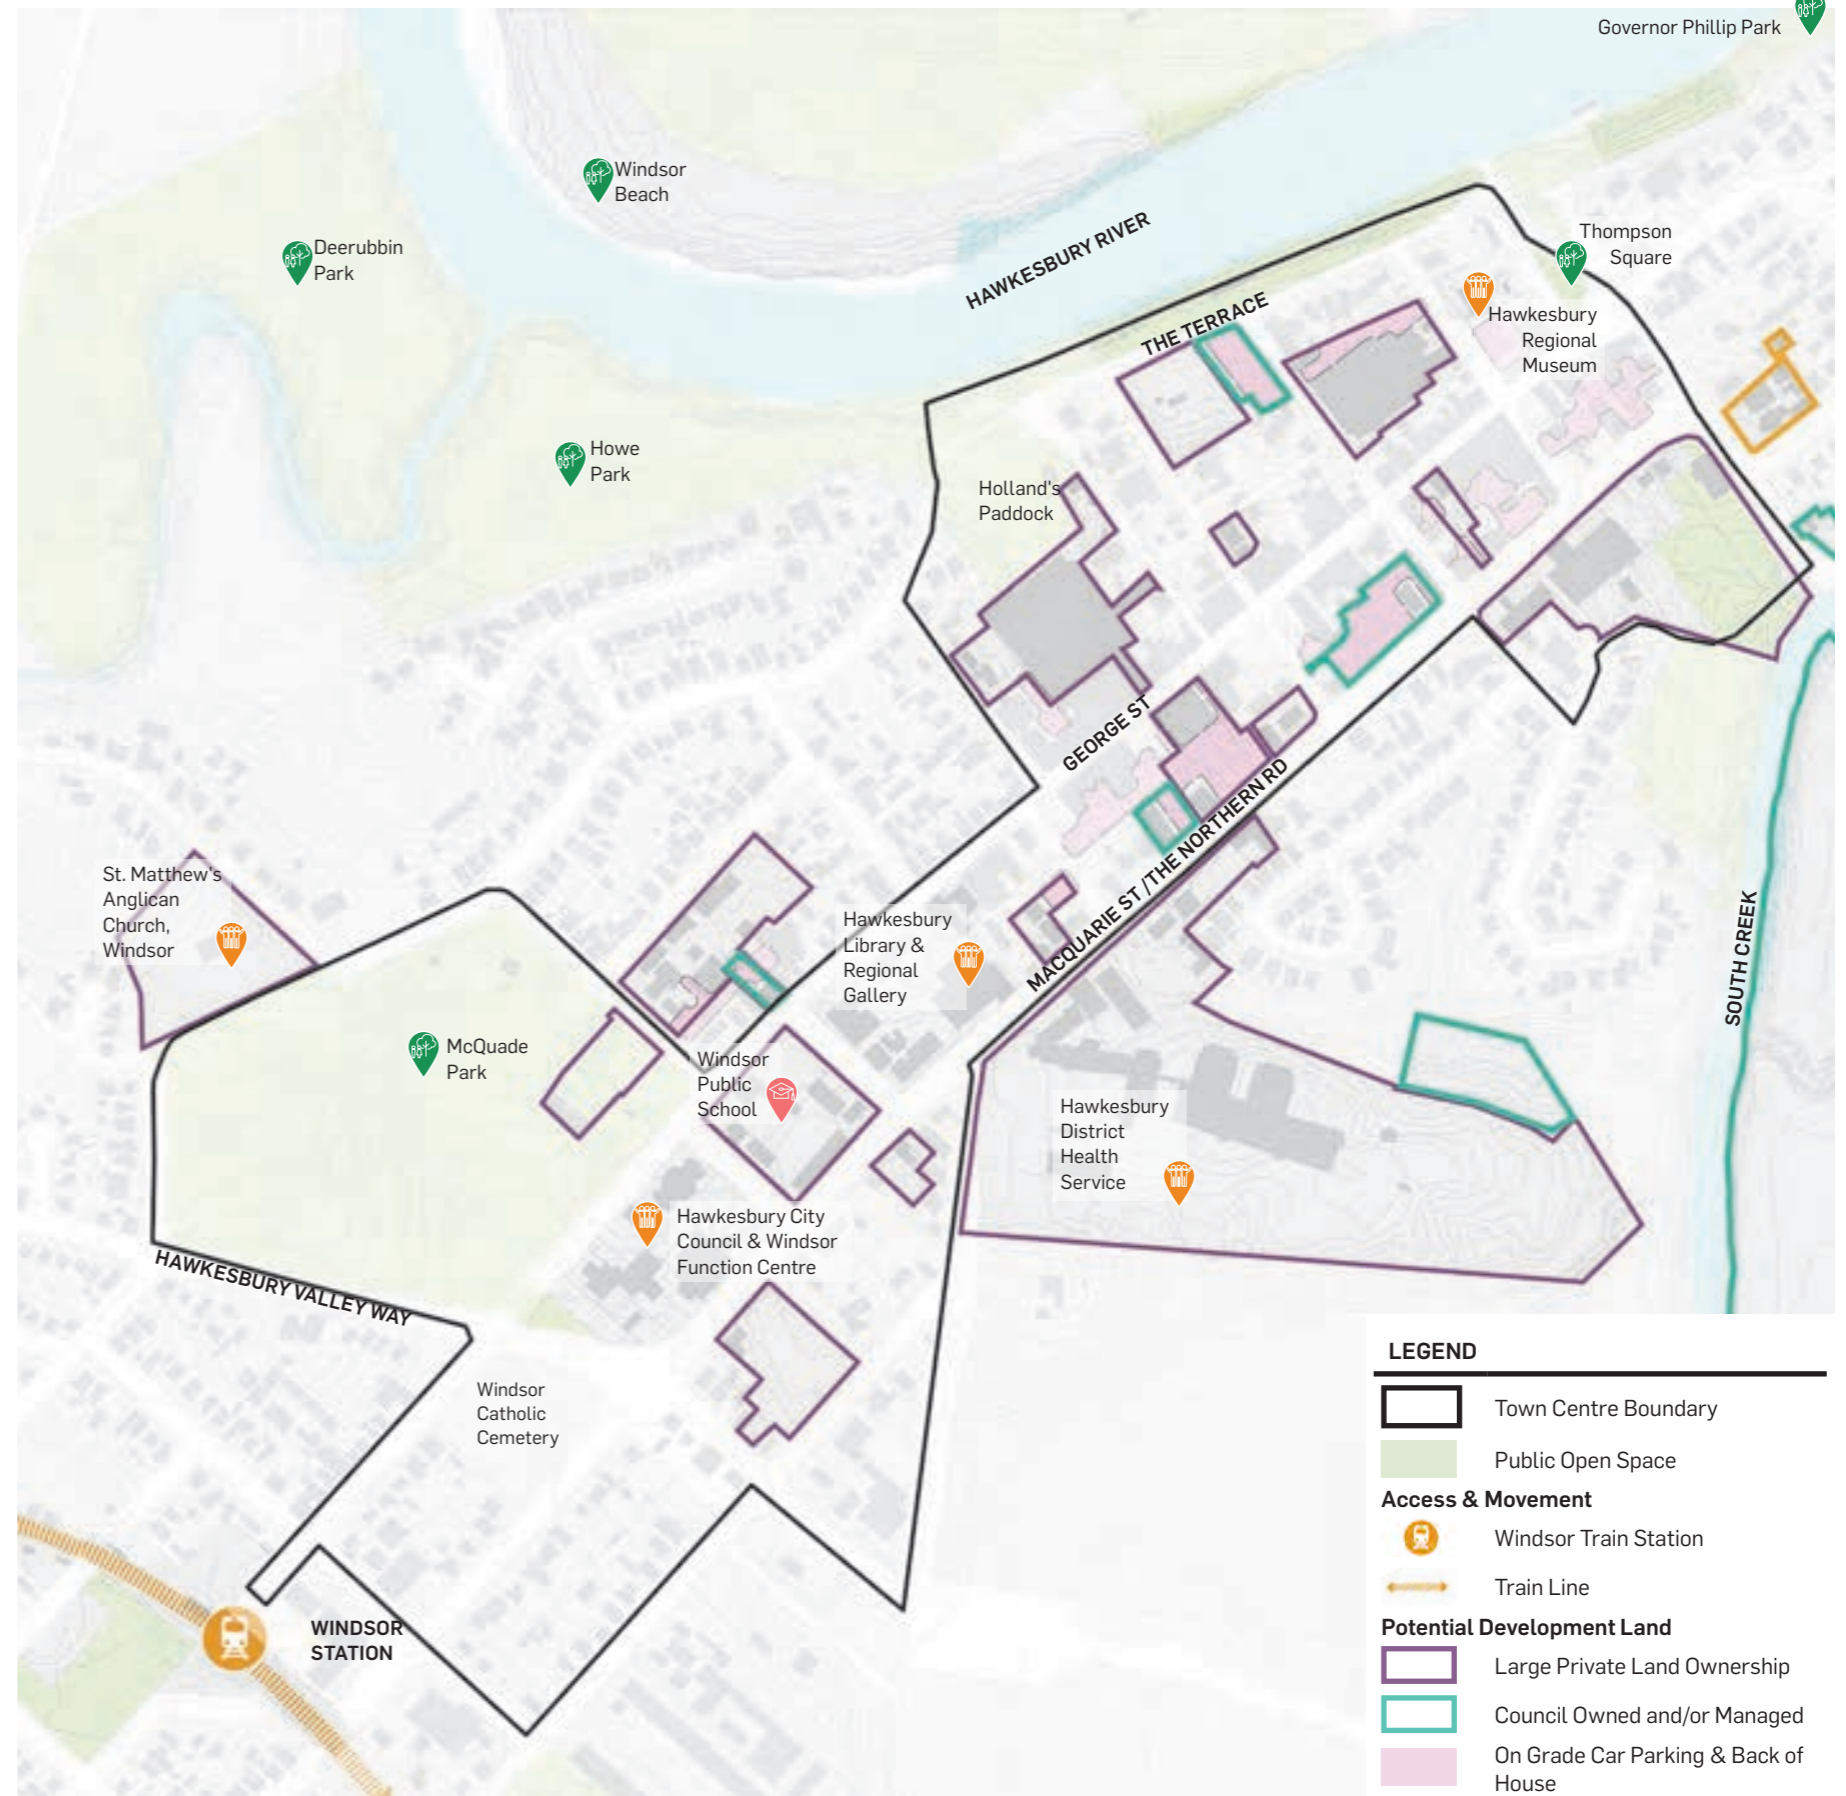 Governor Phillip Park
Windsor
Beach
Deerubbin
Park
HAWKESBURY RIVER
Thompson
Square
THE TERRACE
Hawkesbury
Regional
Museum
Howe
Park
Holland's
Paddock
GEORGE ST
MACQUARIE ST / THE NORTHERN RD
St. Matthew's
Anglican
Church,
Windsor
Hawkesbury
Library &
Regional
Gallery
SOUTH CREEK
McQuade
Park
Windsor
Public
School
Hawkesbury
District
Health
Service
Hawkesbury City
Council & Windsor
Function Centre
HAWKESBURY VALLEY WAY
Windsor
Catholic
Cemetery
WINDSOR
STATION
LEGEND
Town Centre Boundary
Public Open Space
Access & Movement
Windsor Train Station
Train Line
Potential Development Land
Large Private Land Ownership
Council Owned and/or Managed
On Grade Car Parking & Back of
House